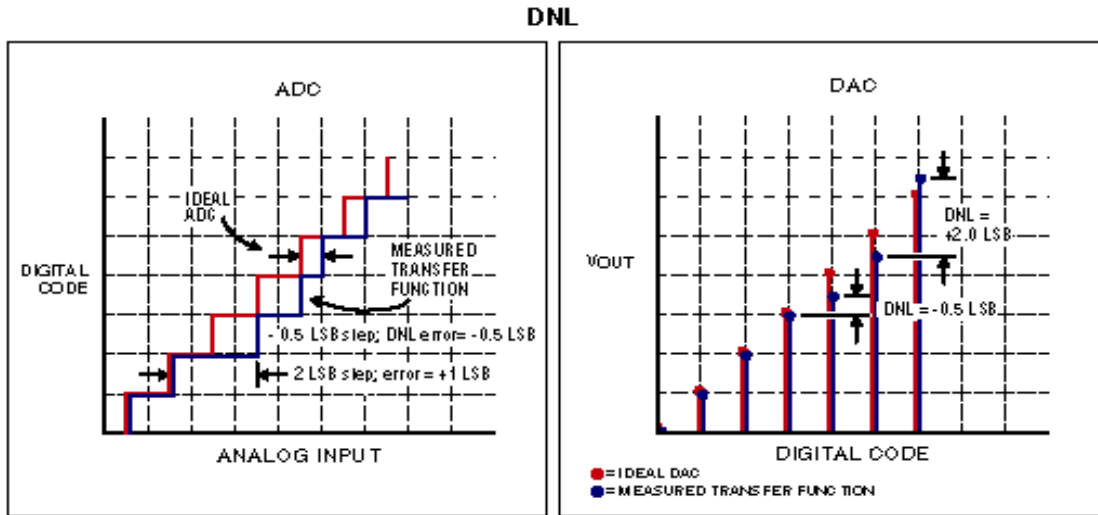 DNL
ADC
IDEAL
ADC
DIGITAL
CODE
MEASURED
TRANSFER
FUNCTION
- 0.5 LSB step; DNL error= -0.5 LSB
2 LSB step; error = +1 LSB
ANALOG INPUT
DAC
VOUT
DNL =
+2.0 LSB
DNL = -0.5 LSB
DIGITAL CODE
= IDEAL DAC
= MEASURED TRANSFER FUNCTION